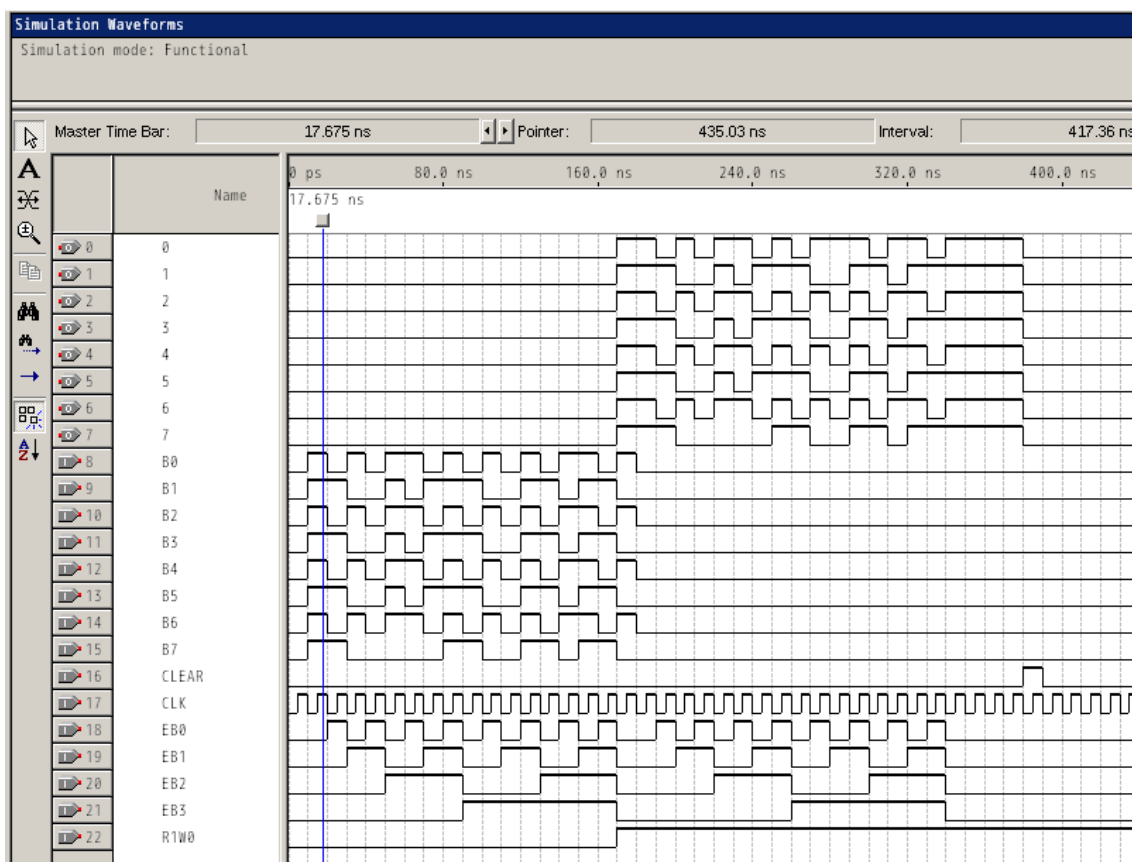 Simulation Waveforms
Simulation mode: Functional
Master Time Bar: 17.675 ns Pointer: 435.03 ns Interval: 417.36 ns
A
Name
0 ps 80.0 ns 160.0 ns 240.0 ns 320.0 ns 400.0 ns
17.675 ns
0 0
1 1
2 2
3 3
4 4
5 5
6 6
7 7
8 B0
9 B1
10 B2
11 B3
12 B4
13 B5
14 B6
15 B7
16 CLEAR
17 CLK
18 EB0
19 EB1
20 EB2
21 EB3
22 R1W0
A
Z